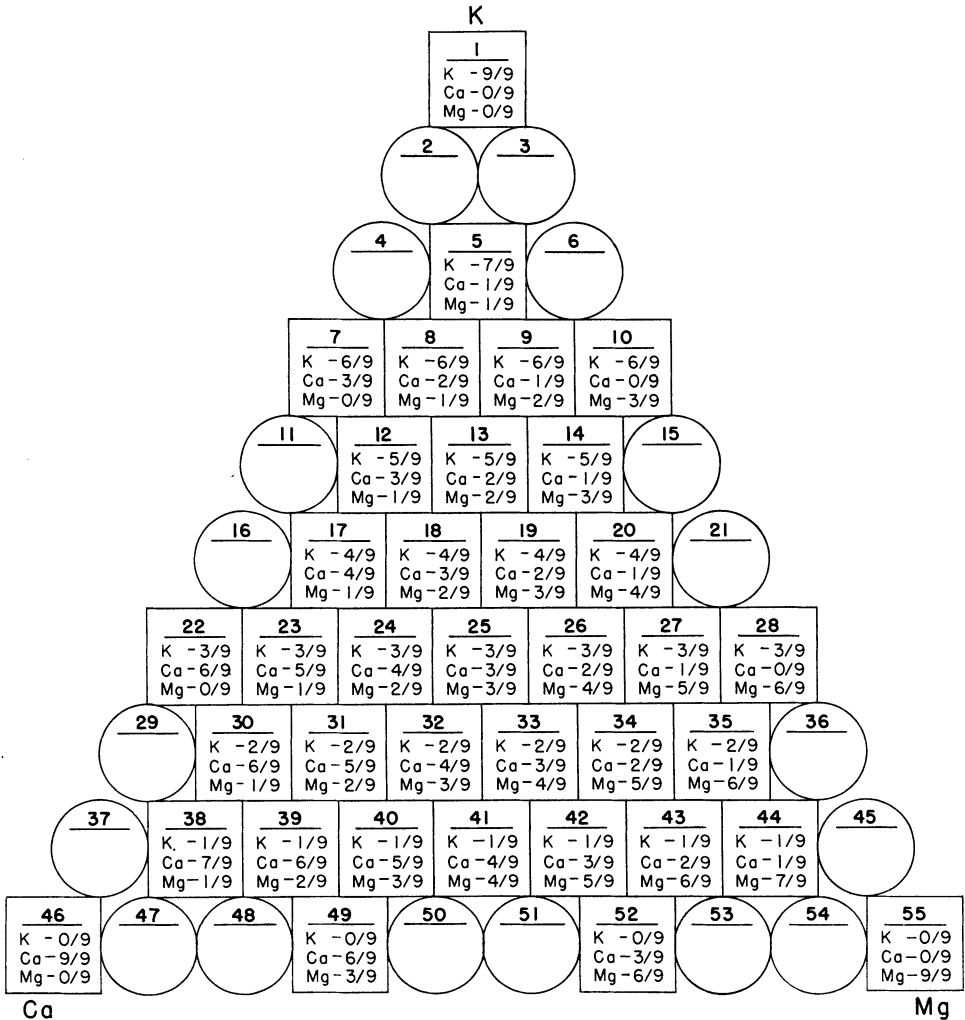 K
1
K - 9/9
Ca - 0/9
Mg - 0/9
2 3
4 5 6
K - 7/9
Ca - 1/9
Mg - 1/9
7 8 9 10
K - 6/9 K - 6/9 K - 6/9 K - 6/9
Ca - 3/9 Ca - 2/9 Ca - 1/9 Ca - 0/9
Mg - 0/9 Mg - 1/9 Mg - 2/9 Mg - 3/9
11 12 13 14 15
K - 5/9 K - 5/9 K - 5/9
Ca - 3/9 Ca - 2/9 Ca - 1/9
Mg - 1/9 Mg - 2/9 Mg - 3/9
16 17 18 19 20 21
K - 4/9 K - 4/9 K - 4/9 K - 4/9
Ca - 4/9 Ca - 3/9 Ca - 2/9 Ca - 1/9
Mg - 1/9 Mg - 2/9 Mg - 3/9 Mg - 4/9
22 23 24 25 26 27 28
K - 3/9 K - 3/9 K - 3/9 K - 3/9 K - 3/9 K - 3/9 K - 3/9
Ca - 6/9 Ca - 5/9 Ca - 4/9 Ca - 3/9 Ca - 2/9 Ca - 1/9 Ca - 0/9
Mg - 0/9 Mg - 1/9 Mg - 2/9 Mg - 3/9 Mg - 4/9 Mg - 5/9 Mg - 6/9
29 30 31 32 33 34 35 36
K - 2/9 K - 2/9 K - 2/9 K - 2/9 K - 2/9 K - 2/9
Ca - 6/9 Ca - 5/9 Ca - 4/9 Ca - 3/9 Ca - 2/9 Ca - 1/9
Mg - 1/9 Mg - 2/9 Mg - 3/9 Mg - 4/9 Mg - 5/9 Mg - 6/9
37 38 39 40 41 42 43 44 45
K - 1/9 K - 1/9 K - 1/9 K - 1/9 K - 1/9 K - 1/9 K - 1/9
Ca - 7/9 Ca - 6/9 Ca - 5/9 Ca - 4/9 Ca - 3/9 Ca - 2/9 Ca - 1/9
Mg - 1/9 Mg - 2/9 Mg - 3/9 Mg - 4/9 Mg - 5/9 Mg - 6/9 Mg - 7/9
46 47 48 49 50 51 52 53 54 55
K - 0/9 K - 0/9 K - 0/9 K - 0/9
Ca - 9/9 Ca - 6/9 Ca - 3/9 Ca - 0/9
Mg - 0/9 Mg - 3/9 Mg - 6/9 Mg - 9/9
Ca Mg